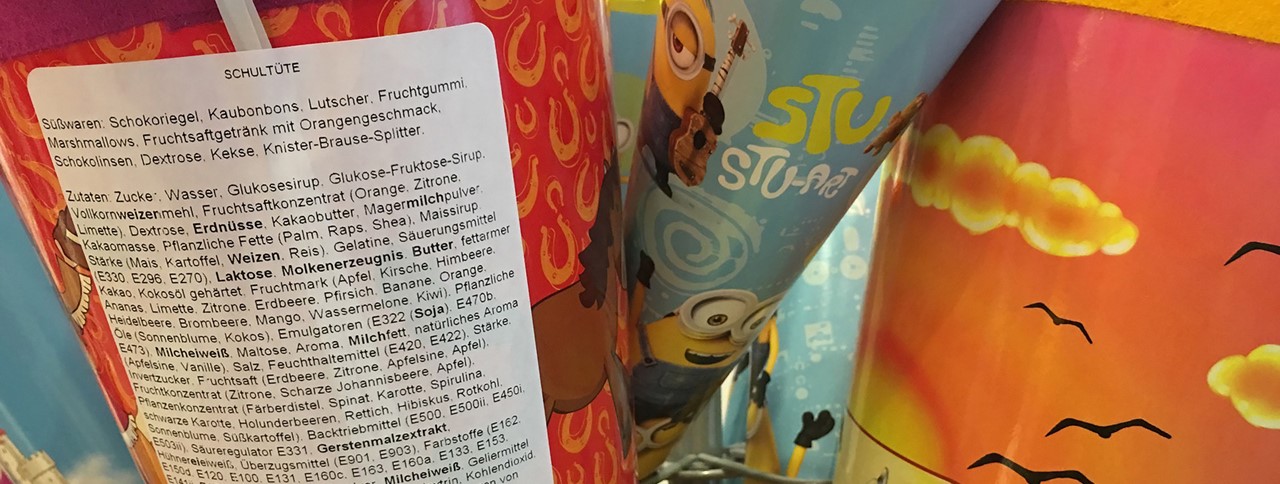 SCHULTÜTE
Süßwaren: Schokoriegel, Kaubonbons, Lutscher, Fruchtgummi,
Marshmallows, Fruchtsaftgetränk mit Orangengeschmack,
Schokolinsen, Dextrose, Kekse, Knister-Brause-Splitter.
Zutaten: Zucker, Wasser, Glukosesirup, Glukose-Fruktose-Sirup,
Vollkornweizenmehl, Fruchtsaftkonzentrat (Orange, Zitrone,
Limette), Dextrose, Erdnüsse, Kakaobutter, Magermilchpulver,
Kakaomasse, Pflanzliche Fette (Palm, Raps, Shea), Maissirup,
Stärke (Mais, Kartoffel, Weizen, Reis), Gelatine, Säuerungsmittel
(E330, E296, E270), Laktose, Molkenerzeugnis, Butter, fettarmer
Kakao, Kokosöl gehärtet, Fruchtmark (Apfel, Kirsche, Himbeere,
Ananas, Limette, Zitrone, Erdbeere, Pfirsich, Banane, Orange,
Heidelbeere, Brombeere, Mango, Wassermelone, Kiwi), Pflanzliche
Öle (Sonnenblume, Kokos), Emulgatoren (E322 (Soja), E470b,
E473), Milcheiweiß, Maltose, Aroma, Milchfett, natürliches Aroma
(Apfelsine, Vanille), Salz, Feuchthaltemittel (E420, E422), Stärke,
Invertzucker, Fruchtsaft (Erdbeere, Zitrone, Apfelsine, Apfel),
Fruchtkonzentrat (Zitrone, Scharze Johannisbeere, Apfel),
Pflanzenkonzentrat (Färberdistel, Spinat, Karotte, Spirulina,
schwarze Karotte, Holunderbeeren, Rettich, Hibiskus, Rotkohl,
Sonnenblume, Süßkartoffel), Backtriebmittel (E500, E500ii, E450i,
E503ii), Säureregulator E331, Gerstenmalzextrakt,
Hühnereleiweiß, Überzugsmittel (E901, E903), Farbstoffe (E162,
E150d, E120, E100, E131, E160c, E163, E160a, E133, E153,
Milcheiweiß, Geliermittel
Kohlendioxid,
von
STU
STU-ART